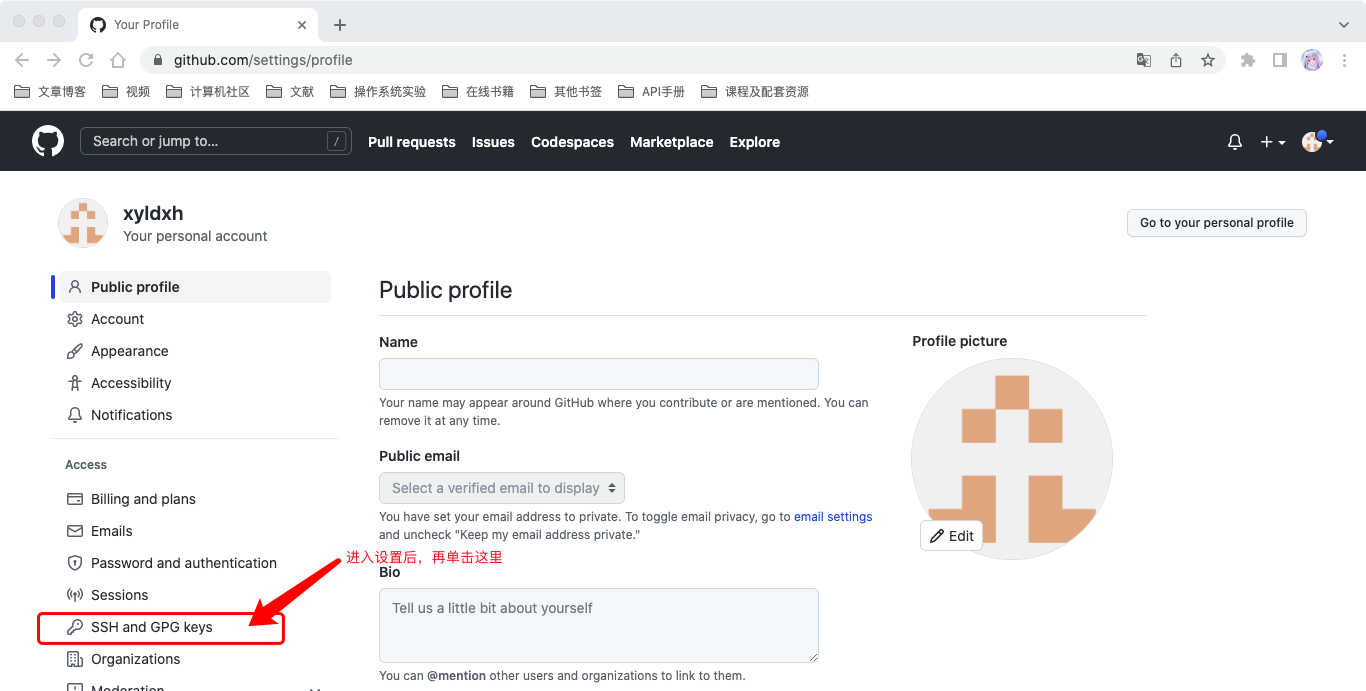 Your Profile
github.com/settings/profile
文章博客 视频 计算机社区 文献 操作系统实验 在线书籍 其他书签 API手册 课程及配套资源
Search or jump to... / Pull requests Issues Codespaces Marketplace Explore
xyldxh
Your personal account
Go to your personal profile
Public profile
Account
Appearance
Accessibility
Notifications
Access
Billing and plans
Emails
Password and authentication
Sessions
SSH and GPG keys
Organizations
Moderation
Public profile
Name
Your name may appear around GitHub where you contribute or are mentioned. You can
remove it at any time.
Public email
Select a verified email to display
You have set your email address to private. To toggle email privacy, go to email settings
and uncheck "Keep my email address private."
进入设置后，再单击这里
Bio
Tell us a little bit about yourself
You can @mention other users and organizations to link to them.
Profile picture
Edit